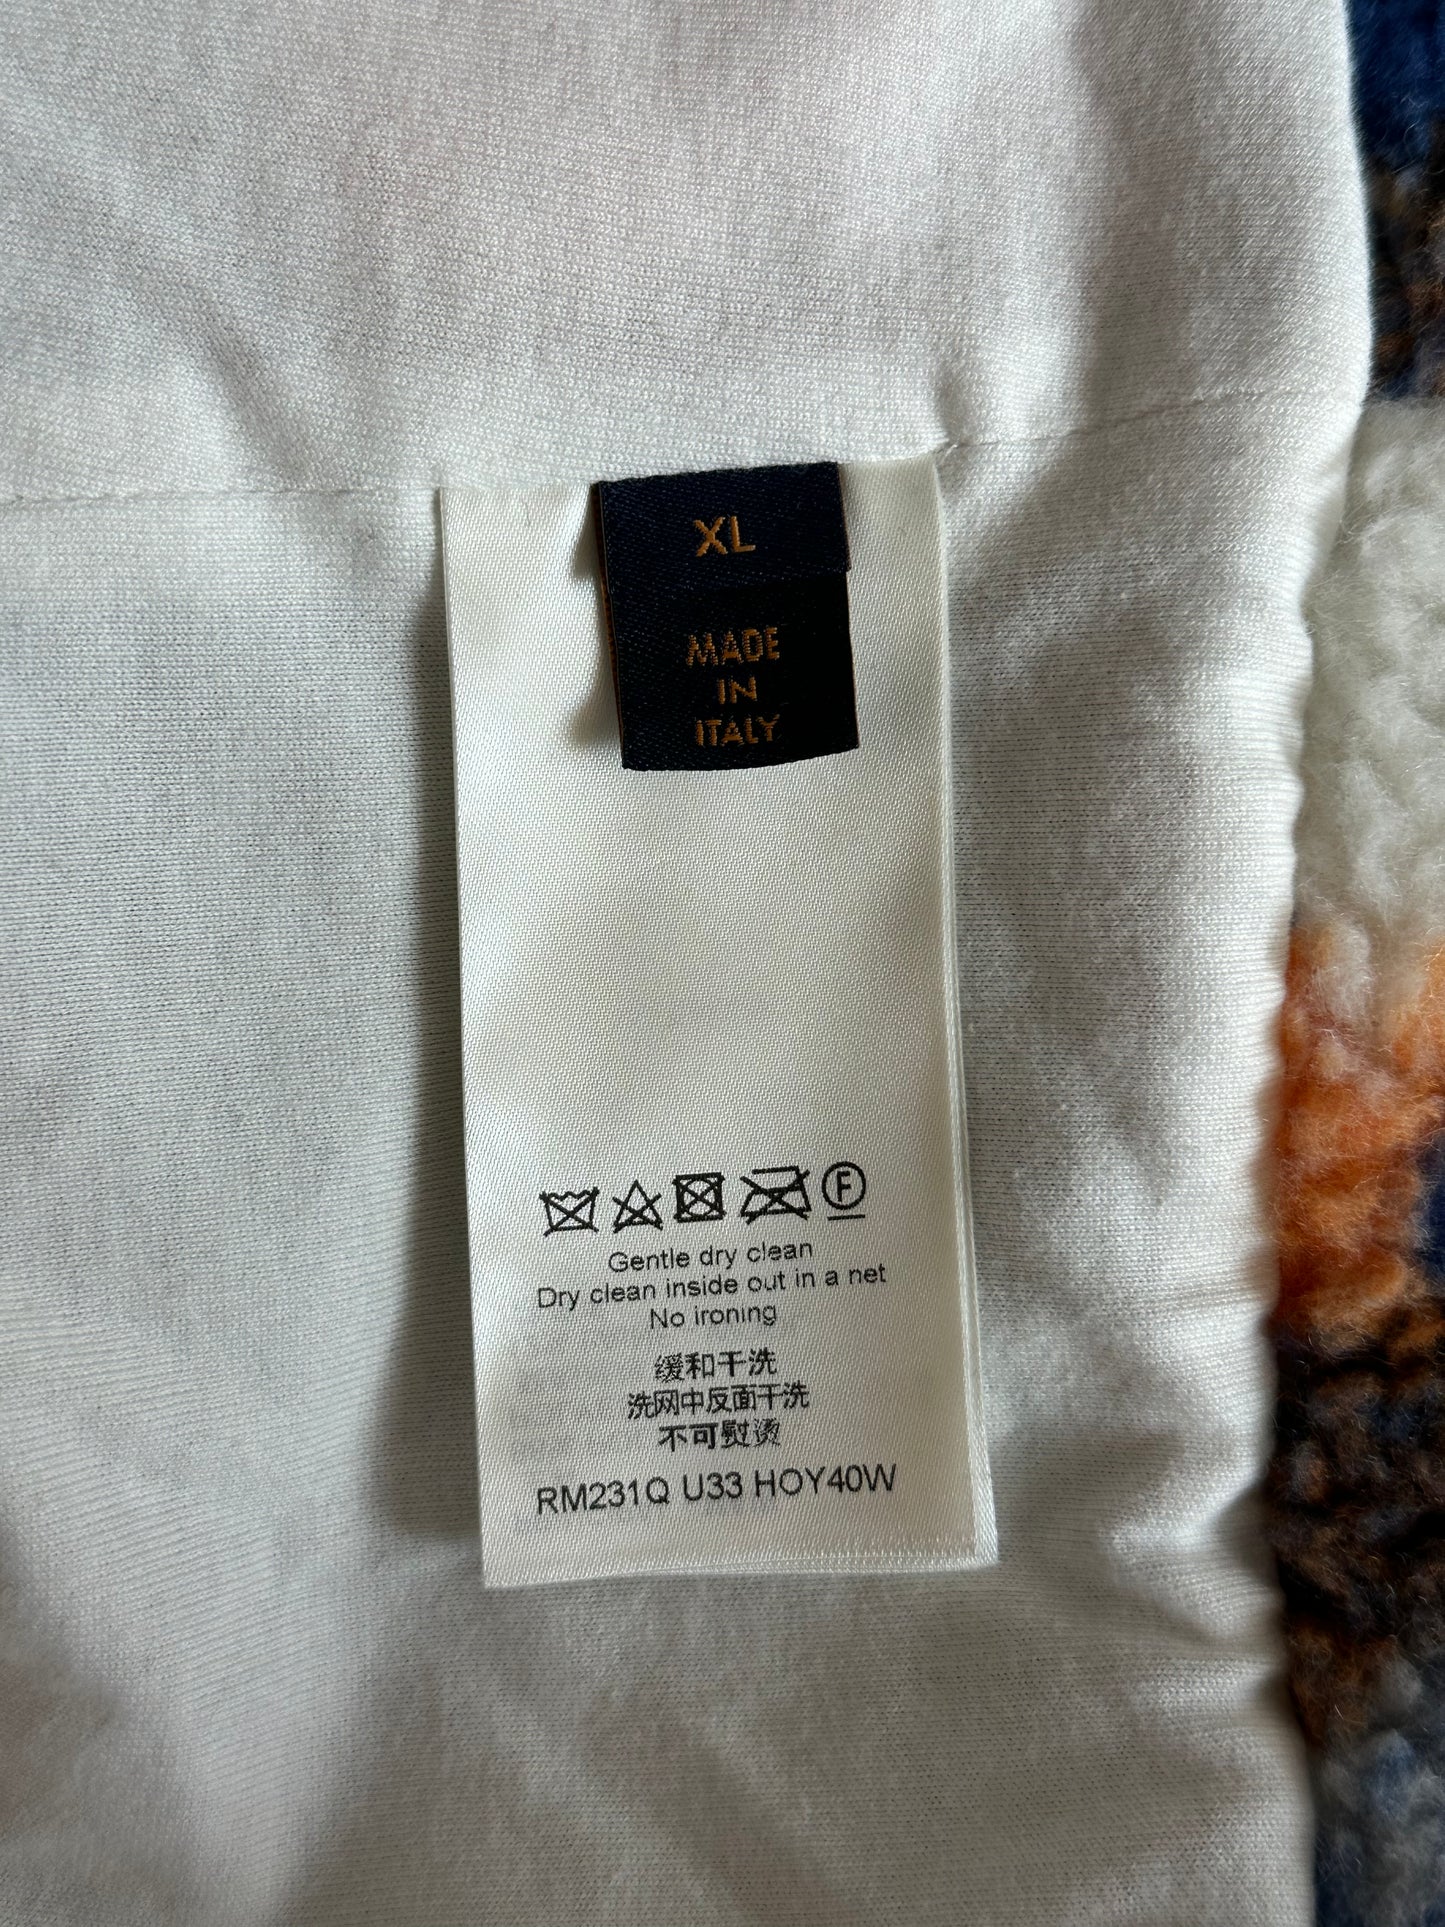 XL
MADE
IN
ITALY
F
Gentle dry clean
Dry clean inside out in a net
No ironing
缓和干洗
洗网中反面干洗
不可熨烫
RM231Q U33 HOY40W